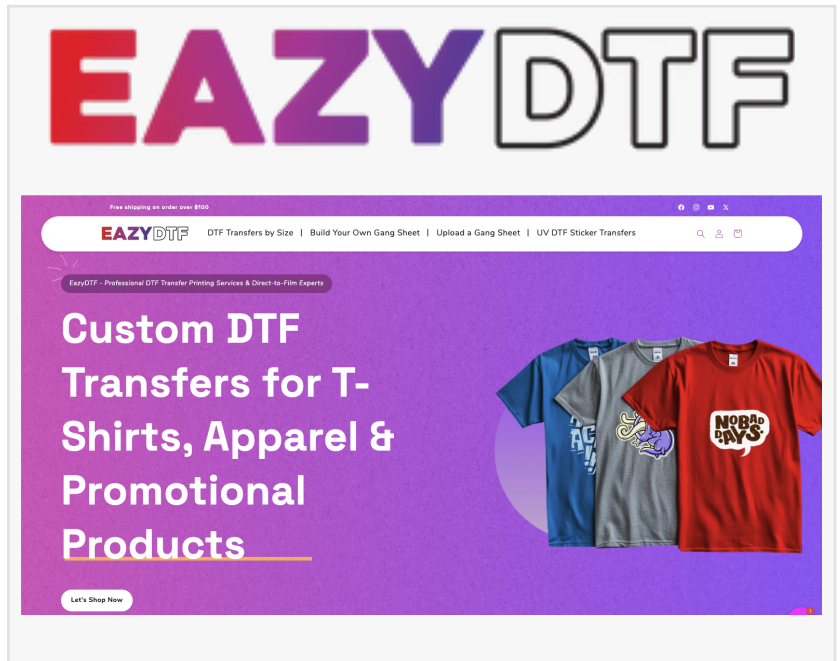 EAZYDTF
Free shipping on order over $100
EAZYDTF DTF Transfers by Size | Build Your Own Gang Sheet | Upload a Gang Sheet | UV DTF Sticker Transfers
EazyDTF - Professional DTF Transfer Printing Services & Direct-to-Film Experts
Custom DTF
Transfers for T-
Shirts, Apparel &
Promotional
Products
NO BAD
DAYS
Let's Shop Now
1